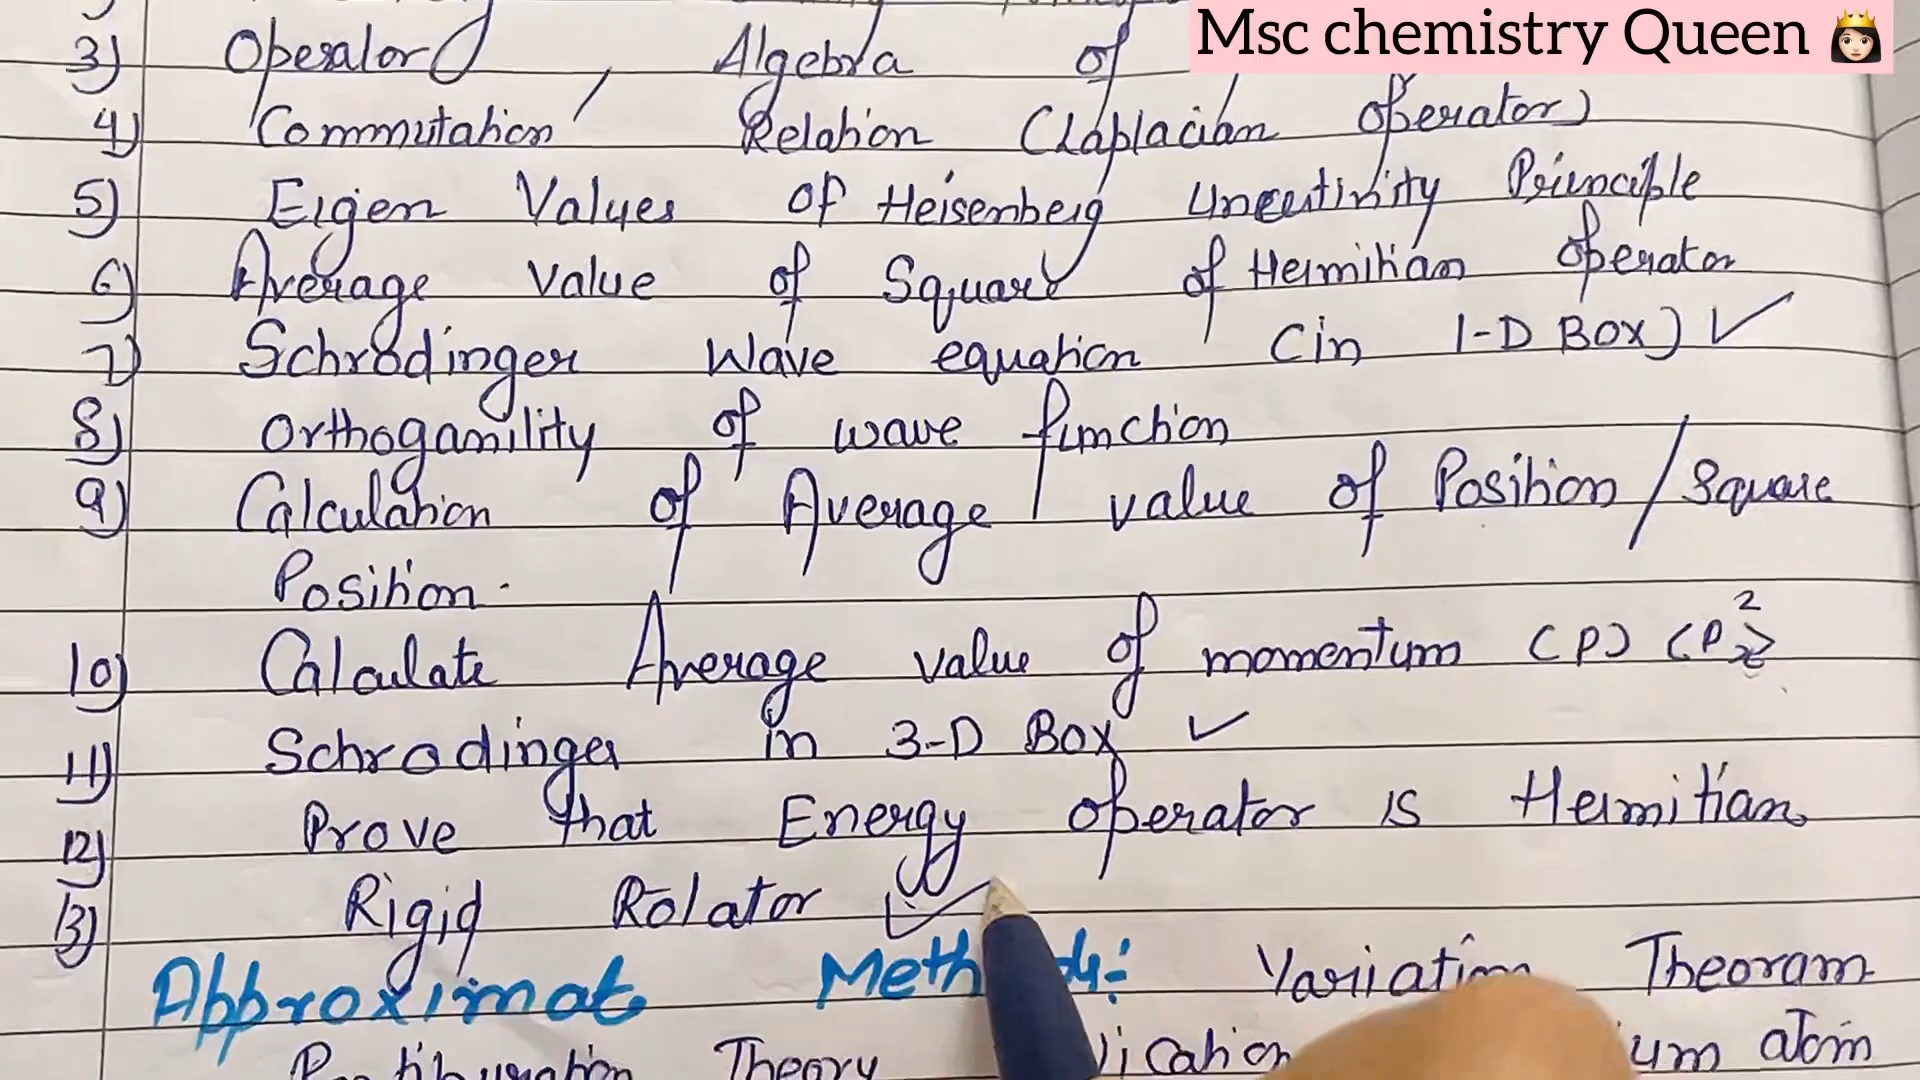 Msc chemistry Queen 👸🏻
3) Operator, Algebra of
4) Commutation Relation (Laplacian operator)
5) Eigen Values of Heisenberg Uncertinity Principle
6) Average value of Square of Hermitian operator
7) Schrodinger Wave equation (in 1-D BOX) ✓
8) Orthoganility of wave function
9) Calculation of Average value of Position / Square
Position.
10) Calculate Average value of momentum (P) (Px²)
11) Schrodinger in 3-D BOX ✓
12) Prove that Energy operator is Hermitian.
13) Rigid Rotator ✓
Approximate Variation Theoram
Theory atom